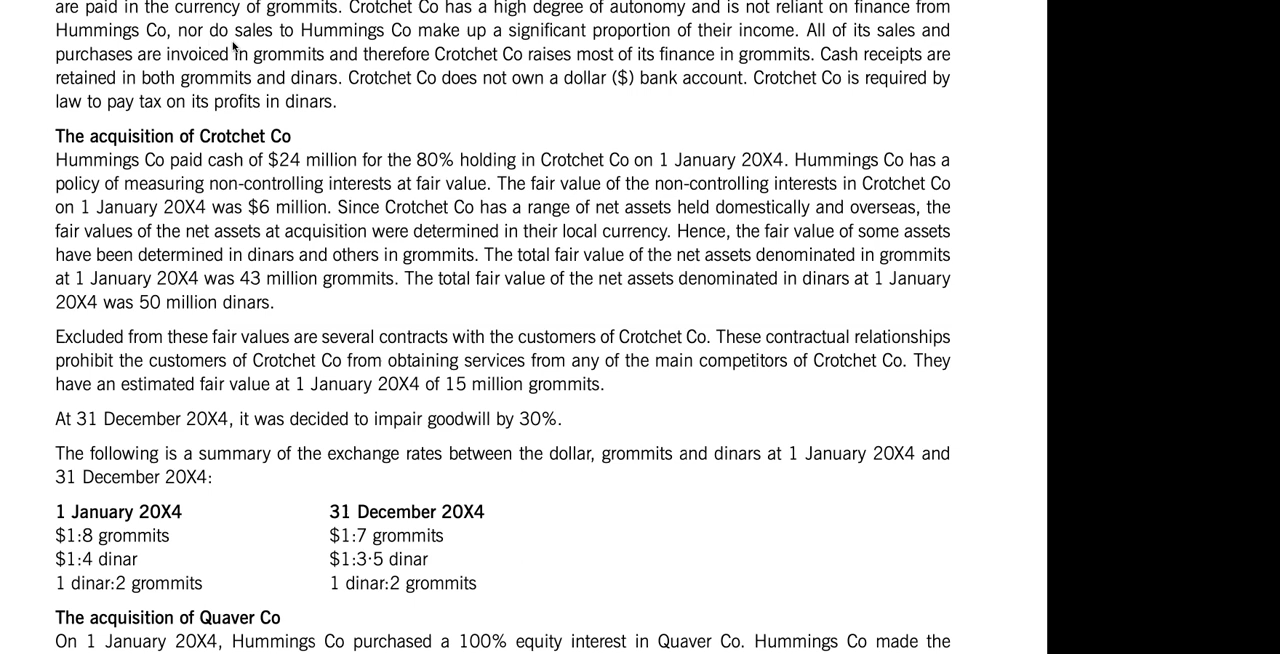 are paid in the currency of grommits. Crotchet Co has a high degree of autonomy and is not reliant on finance from
Hummings Co, nor do sales to Hummings Co make up a significant proportion of their income. All of its sales and
purchases are invoiced in grommits and therefore Crotchet Co raises most of its finance in grommits. Cash receipts are
retained in both grommits and dinars. Crotchet Co does not own a dollar ($) bank account. Crotchet Co is required by
law to pay tax on its profits in dinars.
The acquisition of Crotchet Co
Hummings Co paid cash of $24 million for the 80% holding in Crotchet Co on 1 January 20X4. Hummings Co has a
policy of measuring non-controlling interests at fair value. The fair value of the non-controlling interests in Crotchet Co
on 1 January 20X4 was $6 million. Since Crotchet Co has a range of net assets held domestically and overseas, the
fair values of the net assets at acquisition were determined in their local currency. Hence, the fair value of some assets
have been determined in dinars and others in grommits. The total fair value of the net assets denominated in grommits
at 1 January 20X4 was 43 million grommits. The total fair value of the net assets denominated in dinars at 1 January
20X4 was 50 million dinars.
Excluded from these fair values are several contracts with the customers of Crotchet Co. These contractual relationships
prohibit the customers of Crotchet Co from obtaining services from any of the main competitors of Crotchet Co. They
have an estimated fair value at 1 January 20X4 of 15 million grommits.
At 31 December 20X4, it was decided to impair goodwill by 30%.
The following is a summary of the exchange rates between the dollar, grommits and dinars at 1 January 20X4 and
31 December 20X4:
1 January 20X4 31 December 20X4
$1:8 grommits $1:7 grommits
$1:4 dinar $1:3·5 dinar
1 dinar:2 grommits 1 dinar:2 grommits
The acquisition of Quaver Co
On 1 January 20X4, Hummings Co purchased a 100% equity interest in Quaver Co. Hummings Co made the